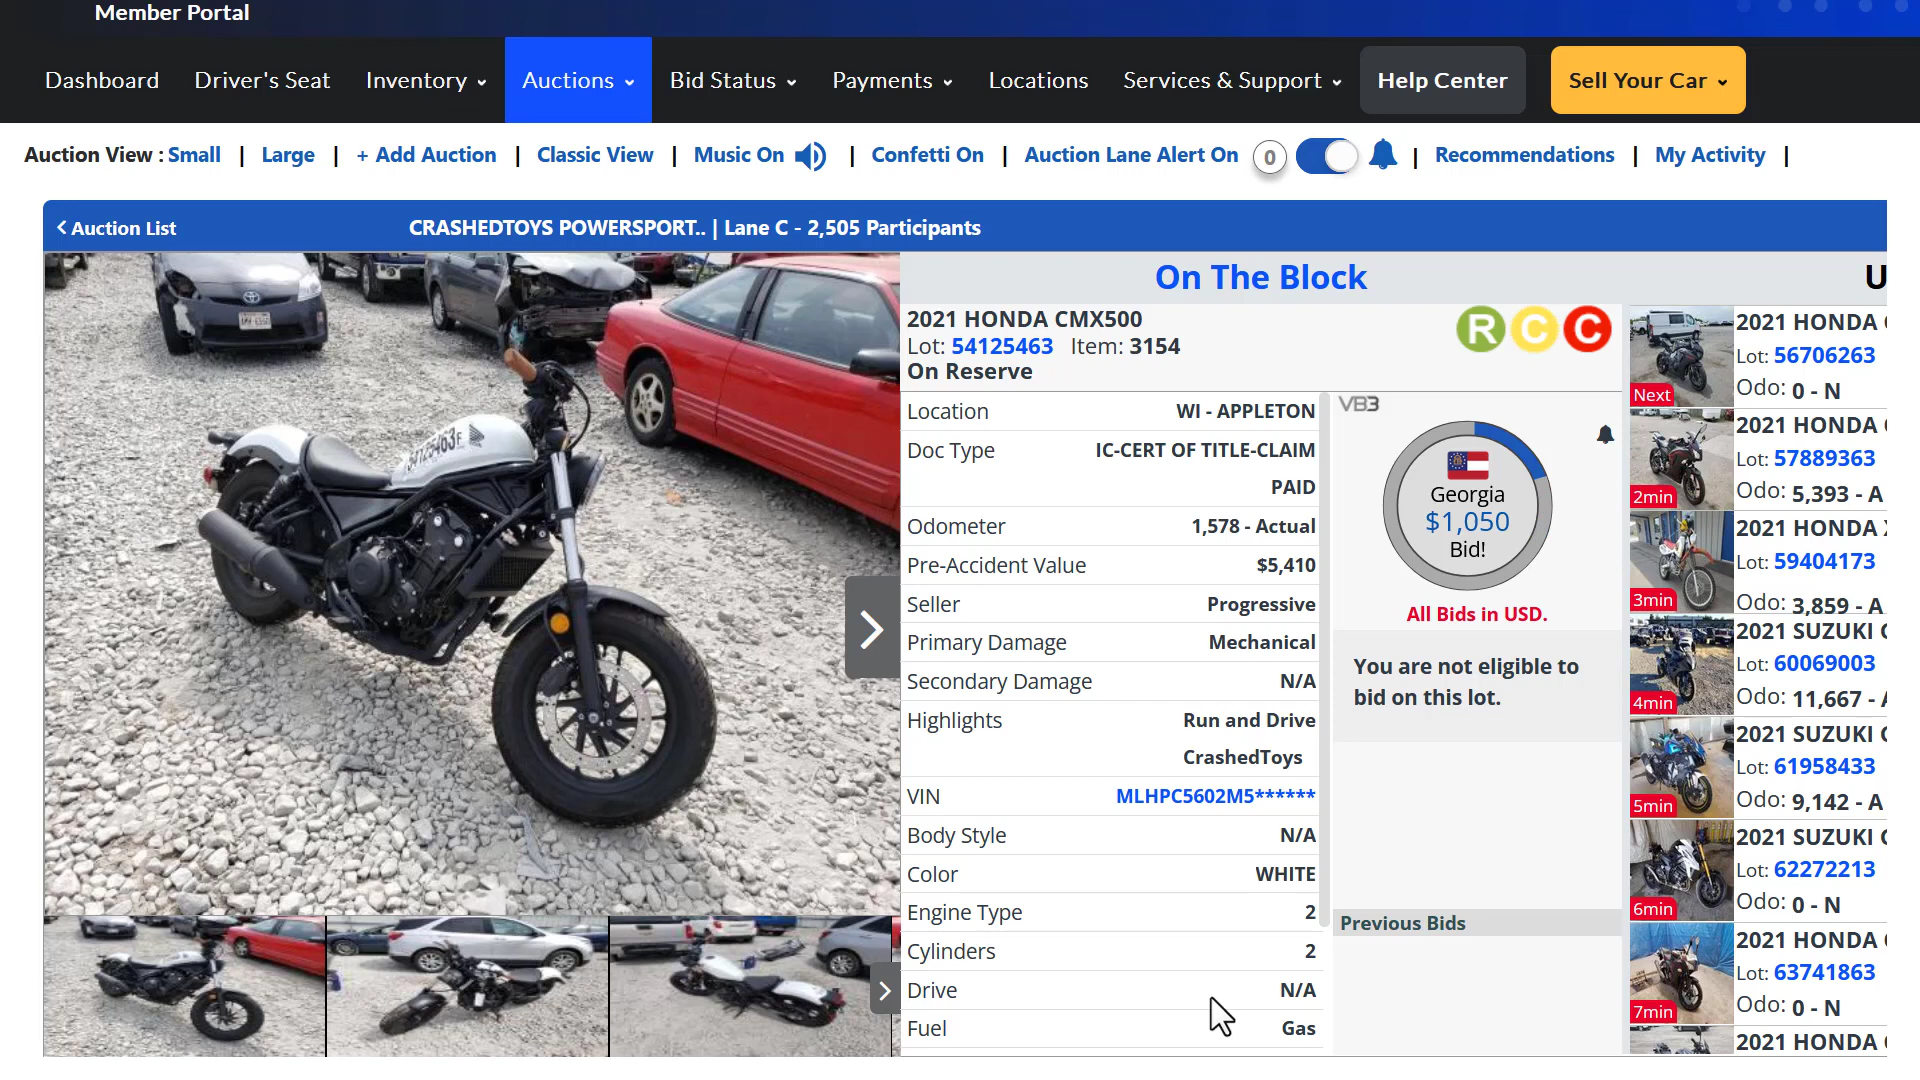 Member Portal
Dashboard Driver's Seat Inventory Auctions Bid Status Payments Locations Services & Support Help Center Sell Your Car
Auction View : Small | Large | + Add Auction | Classic View | Music On | Confetti On | Auction Lane Alert On 0 | Recommendations | My Activity |
< Auction List CRASHEDTOYS POWERSPORT.. | Lane C - 2,505 Participants
On The Block
2021 HONDA CMX500
Lot: 54125463 Item: 3154
On Reserve
R C C
Location WI - APPLETON
Doc Type IC-CERT OF TITLE-CLAIM
PAID
Odometer 1,578 - Actual
Pre-Accident Value $5,410
Seller Progressive
Primary Damage Mechanical
Secondary Damage N/A
Highlights Run and Drive
CrashedToys
VIN MLHPC5602M5******
Body Style N/A
Color WHITE
Engine Type 2
Cylinders 2
Drive N/A
Fuel Gas
VB3
Georgia
$1,050
Bid!
All Bids in USD.
You are not eligible to
bid on this lot.
Previous Bids
U
2021 HONDA
Lot: 56706263
Odo: 0 - N
Next
2021 HONDA
Lot: 57889363
Odo: 5,393 - A
2min
2021 HONDA
Lot: 59404173
Odo: 3,859 - A
3min
2021 SUZUKI
Lot: 60069003
Odo: 11,667 -
4min
2021 SUZUKI
Lot: 61958433
Odo: 9,142 - A
5min
2021 SUZUKI
Lot: 62272213
Odo: 0 - N
6min
2021 HONDA
Lot: 63741863
Odo: 0 - N
7min
2021 HONDA